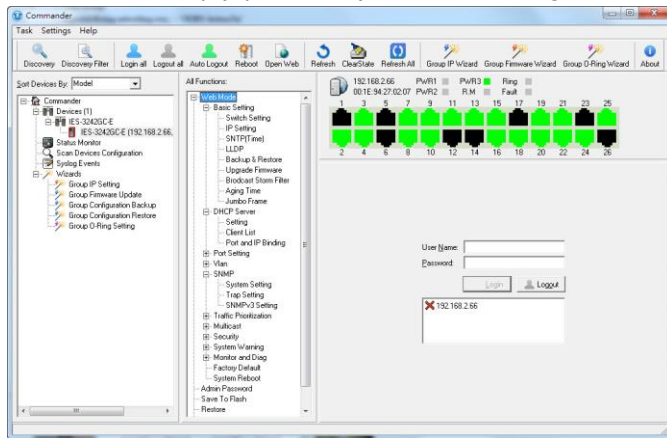 Commander
Task Settings Help
Discovery Discovery Filter Login all Logout all Auto Logout Reboot Open Web Refresh ClearState Refresh All Group IP Wizard Group Firmware Wizard Group O-Ring Wizard About
Sort Devices By: Model
Commander
Devices (1)
IES-3242GC-E
IES-3242GC-E (192.168.2.66.
Status Monitor
Scan Devices Configuration
Syslog Events
Wizards
Group IP Setting
Group Firmware Update
Group Configuration Backup
Group Configuration Restore
Group O-Ring Setting
All Functions:
Web Mode
Basic Setting
Switch Setting
IP Setting
SNTP(Time)
LLDP
Backup & Restore
Upgrade Firmware
Brodcast Storm Filter
Aging Time
Jumbo Frame
DHCP Server
Setting
Client List
Port and IP Binding
Port Setting
Vlan
SNMP
System Setting
Trap Setting
SNMPv3 Setting
Traffic Prioritization
Multicast
Security
System Warning
Monitor and Diag
Factory Default
System Reboot
Admin Password
Save To Flash
Restore
192.168.2.66 PWR1 PWR3 Ring
00:1E:94:27:02:07 PWR2 R.M Fault
1 3 5 7 9 11 13 15 17 19 21 23 25
2 4 6 8 10 12 14 16 18 20 22 24 26
User Name:
Password:
Login Logout
192.168.2.66